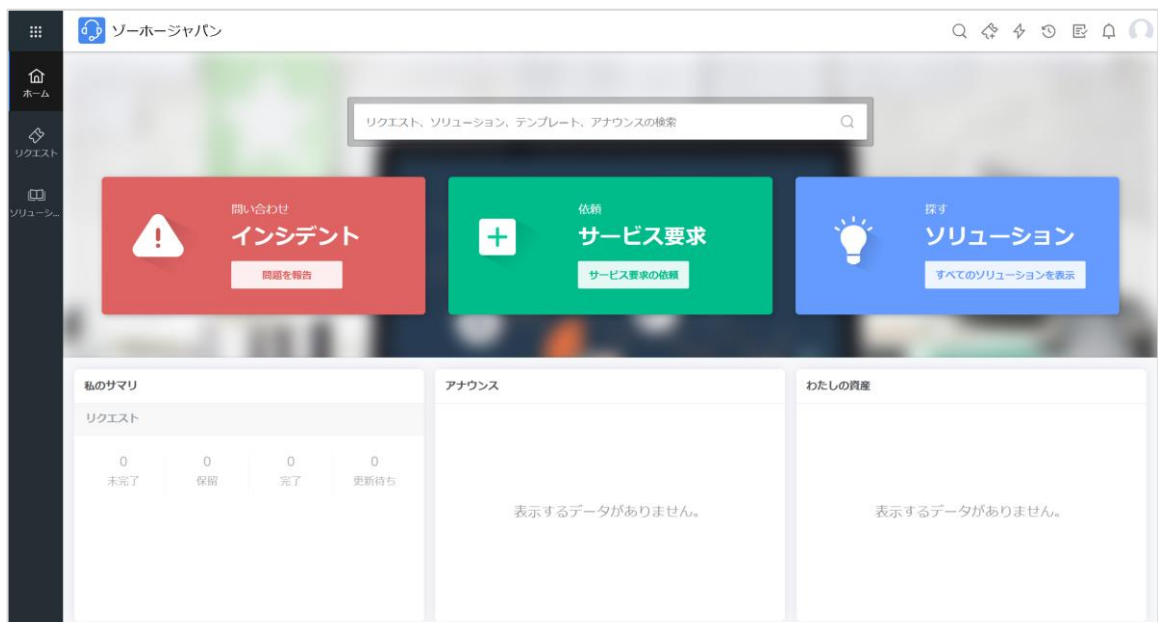 ゾーホージャパン
ホーム
リクエスト
ソリューシ...
リクエスト、ソリューション、テンプレート、アナウンスの検索
問い合わせ
インシデント
問題を報告
依頼
サービス要求
サービス要求の依頼
探す
ソリューション
すべてのソリューションを表示
私のサマリ
リクエスト
0 0 0 0
未完了 保留 完了 更新待ち
アナウンス
表示するデータがありません。
わたしの資産
表示するデータがありません。